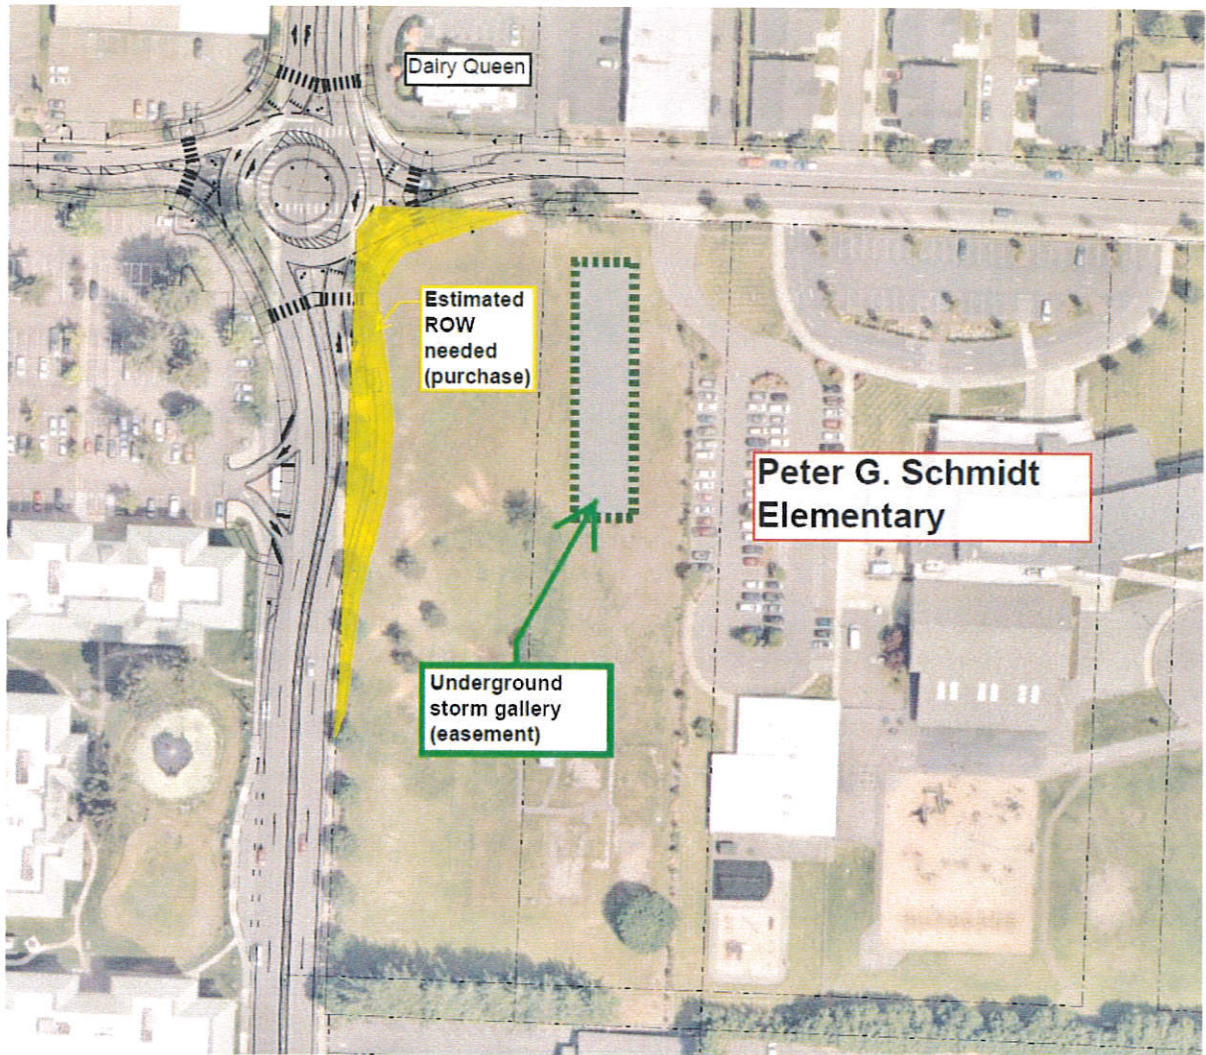 Dairy Queen
Estimated
ROW
needed
(purchase)
Peter G. Schmidt
Elementary
Underground
storm gallery
(easement)